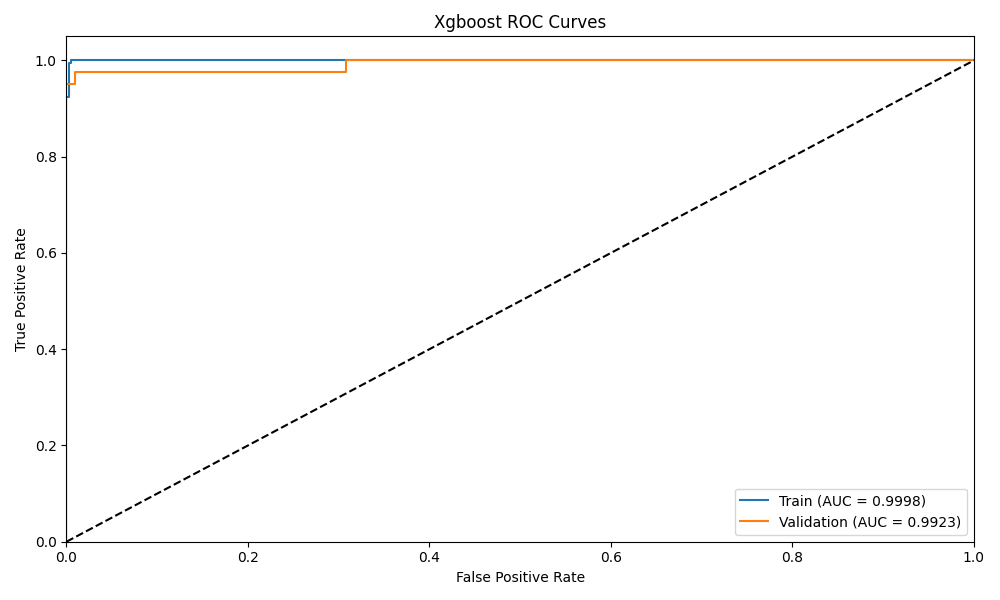 Xgboost ROC Curves
True Positive Rate
1.0
0.8
0.6
0.4
0.2
0.0
0.0 0.2 0.4 0.6 0.8 1.0
False Positive Rate
Train (AUC = 0.9998)
Validation (AUC = 0.9923)